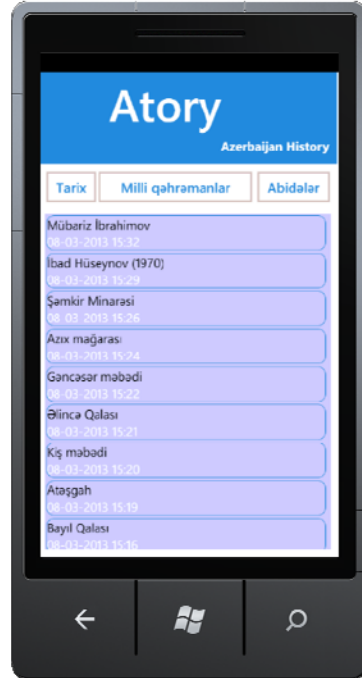 Atory
Azerbaijan History
Tarix Milli qəhrəmanlar Abidələr
Mübariz İbrahimov
08-03-2013 15:32
İbad Hüseynov (1970)
08-03-2013 15:29
Şəmkir Minarəsi
08-03-2013 15:26
Azıx mağarası
08-03-2013 15:24
Gəncəsər məbədi
08-03-2013 15:22
Əlincə Qalası
08-03-2013 15:21
Kiş məbədi
08-03-2013 15:20
Atəşgah
08-03-2013 15:19
Bayıl Qalası
08-03-2013 15:16